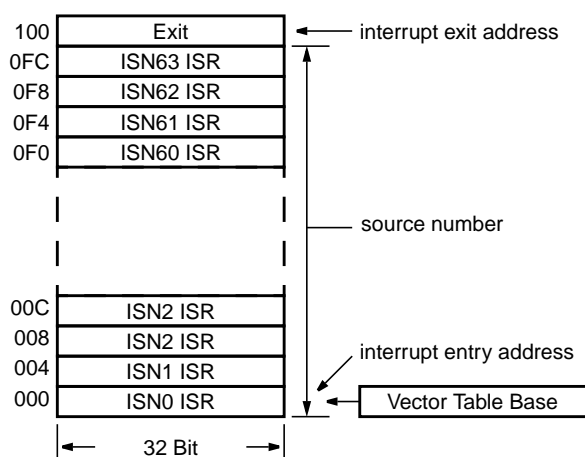 100 Exit interrupt exit address
0FC ISN63 ISR
0F8 ISN62 ISR
0F4 ISN61 ISR
0F0 ISN60 ISR
source number
00C ISN2 ISR
008 ISN2 ISR
interrupt entry address
004 ISN1 ISR
000 ISN0 ISR Vector Table Base
32 Bit